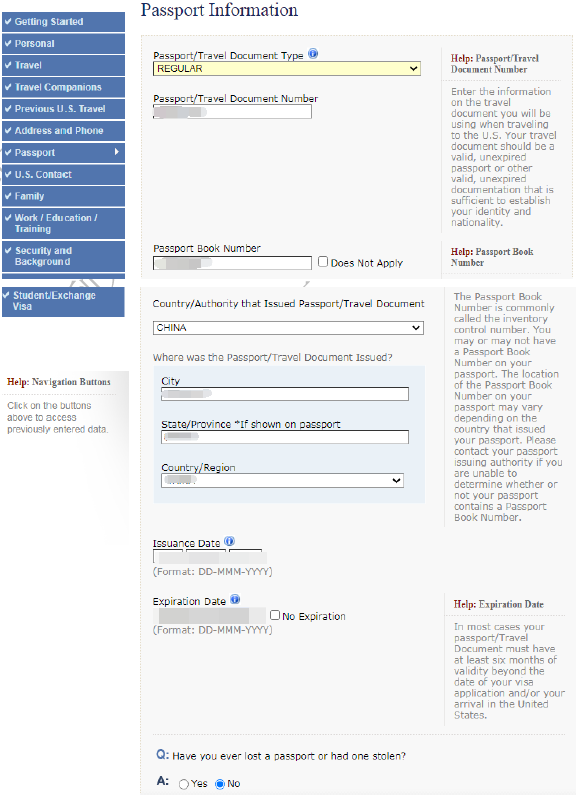 Passport Information
Getting Started
Personal
Travel
Travel Companions
Previous U.S. Travel
Address and Phone
Passport
U.S. Contact
Family
Work / Education /
Training
Security and
Background
Student/Exchange
Visa
Help: Navigation Buttons
Click on the buttons
above to access
previously entered data.
Passport/Travel Document Type
REGULAR
Passport/Travel Document Number
Help: Passport/Travel
Document Number
Enter the information
on the travel
document you will be
using when traveling
to the U.S. Your travel
document should be a
valid, unexpired
passport or other
valid, unexpired
documentation that is
sufficient to establish
your identity and
nationality.
Passport Book Number
Does Not Apply
Help: Passport Book
Number
Country/Authority that Issued Passport/Travel Document
CHINA
Where was the Passport/Travel Document Issued?
City
State/Province *If shown on passport
Country/Region
The Passport Book
Number is commonly
called the inventory
control number. You
may or may not have
a Passport Book
Number on your
passport. The location
of the Passport Book
Number on your
passport may vary
depending on the
country that issued
your passport. Please
contact your passport
issuing authority if you
are unable to
determine whether or
not your passport
contains a Passport
Book Number.
Issuance Date
(Format: DD-MMM-YYYY)
Expiration Date
No Expiration
(Format: DD-MMM-YYYY)
Help: Expiration Date
In most cases your
passport/Travel
Document must have
at least six months of
validity beyond the
date of your visa
application and/or your
arrival in the United
States.
Q: Have you ever lost a passport or had one stolen?
A: Yes No